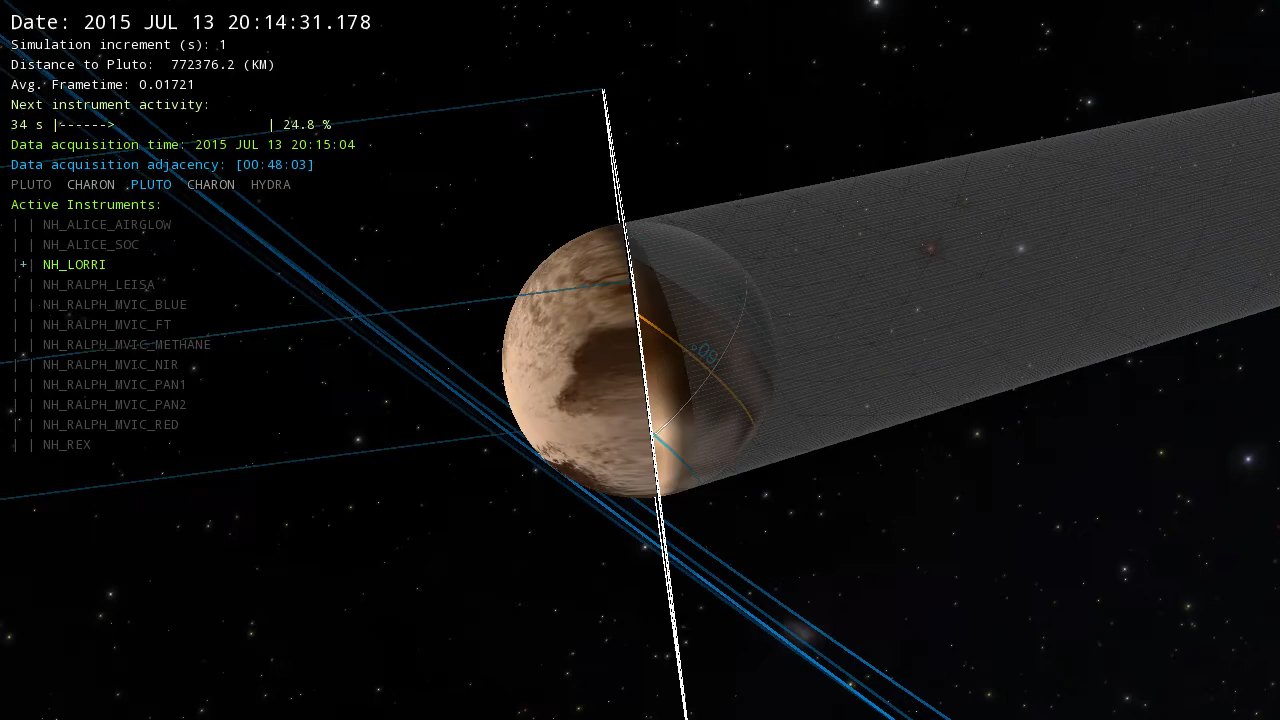 Date: 2015 JUL 13 20:14:31.178
Simulation increment (s): 1
Distance to Pluto:  772376.2 (KM)
Avg. Frametime: 0.01721
Next instrument activity:
34 s |------>                    | 24.8 %
Data acquisition time: 2015 JUL 13 20:15:04
Data acquisition adjacency: [00:48:03]
PLUTO  CHARON  PLUTO  CHARON  HYDRA
Active Instruments:
| | NH_ALICE_AIRGLOW
| | NH_ALICE_SOC
|+| NH_LORRI
| | NH_RALPH_LEISA
| | NH_RALPH_MVIC_BLUE
| | NH_RALPH_MVIC_FT
| | NH_RALPH_MVIC_METHANE
| | NH_RALPH_MVIC_NIR
| | NH_RALPH_MVIC_PAN1
| | NH_RALPH_MVIC_PAN2
| | NH_RALPH_MVIC_RED
| | NH_REX